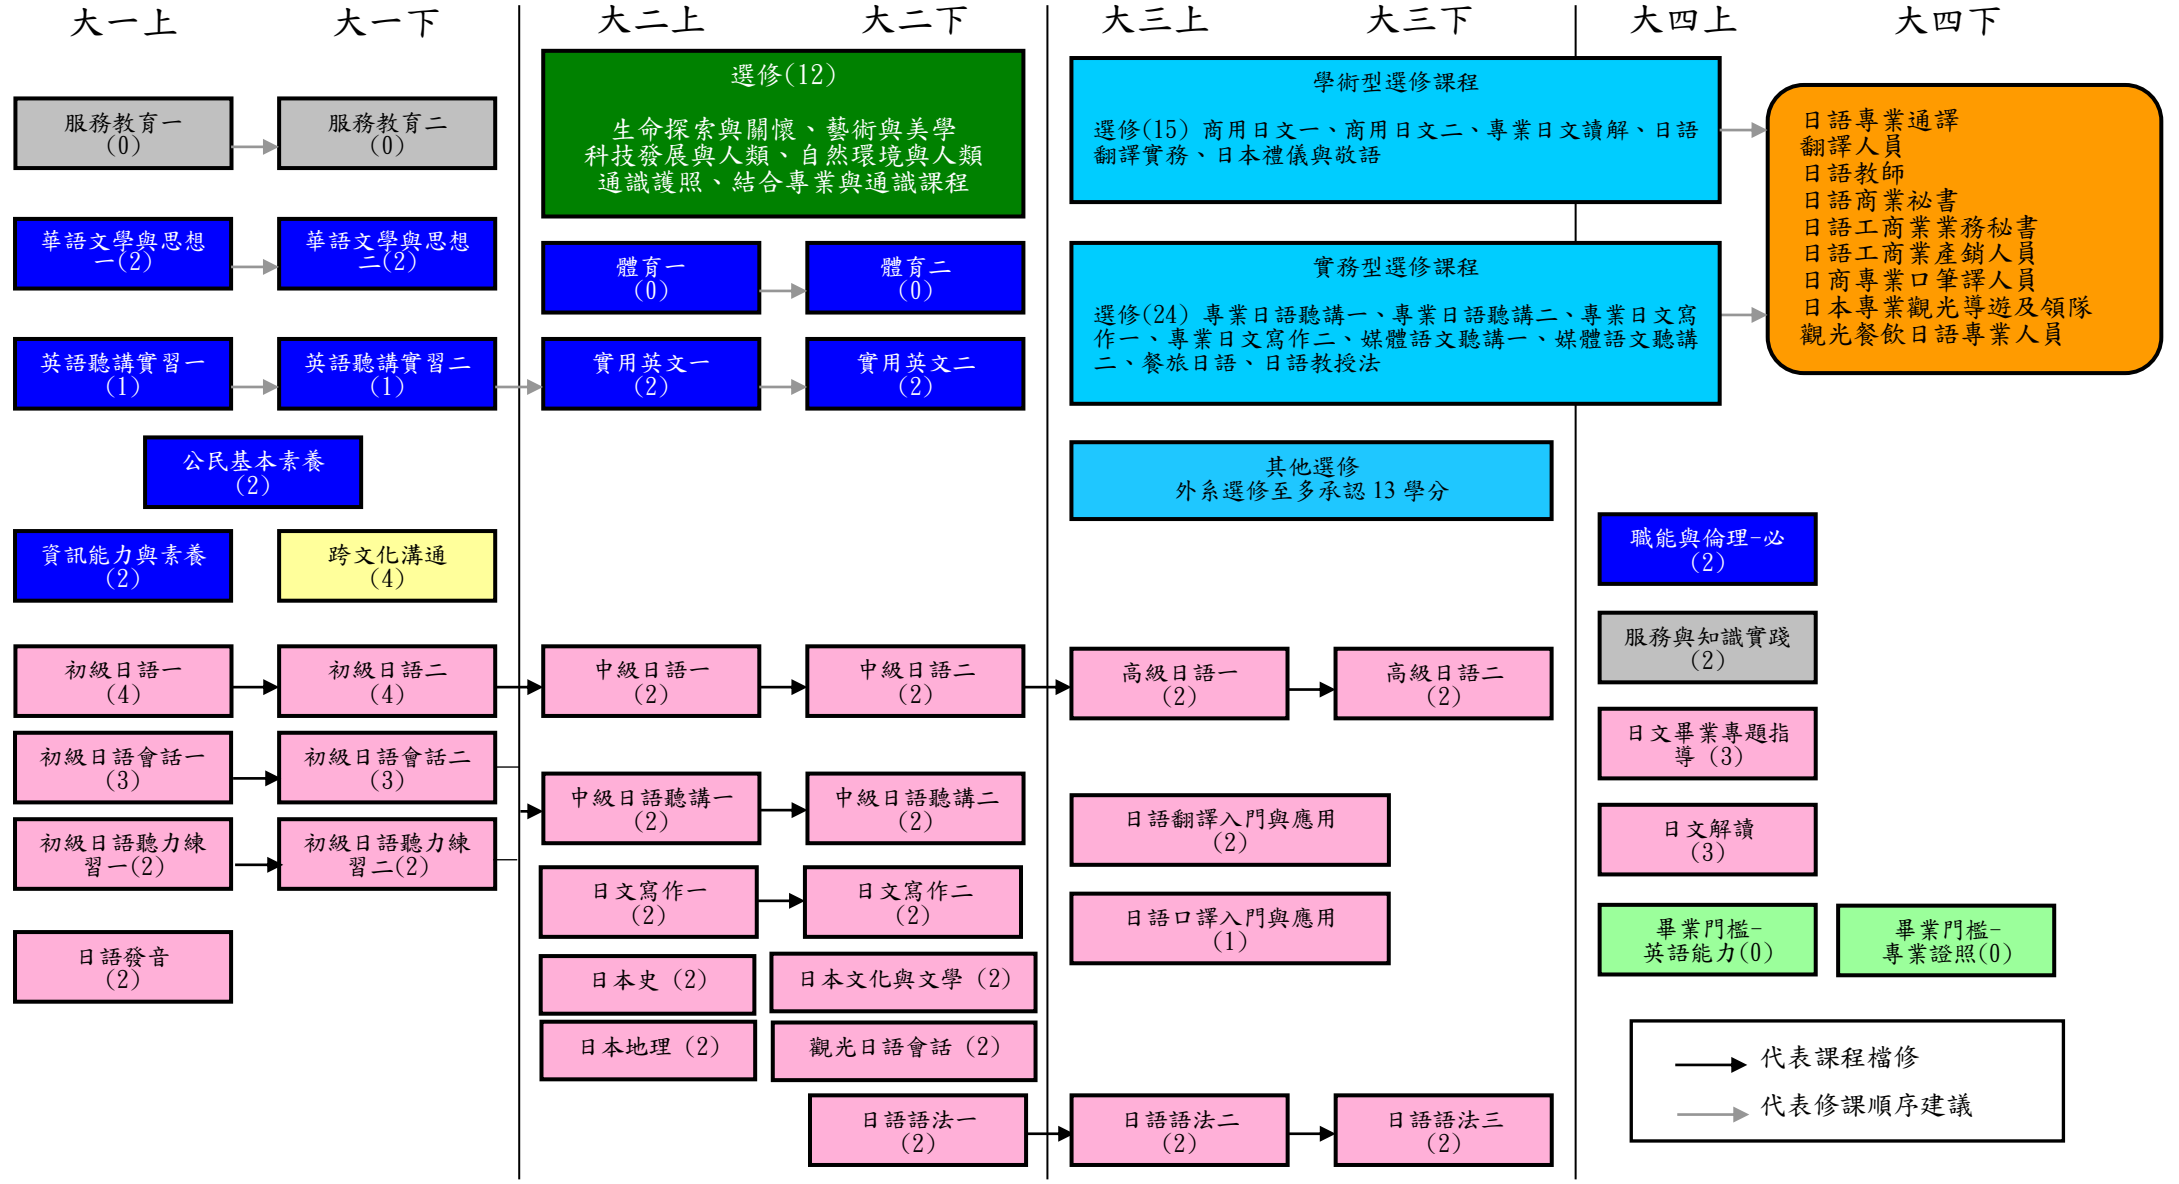 大一上
大一下
大二上
大二下
大三上
大三下
大四上
大四下
服務教育一
(0)
服務教育二
(0)
華語文學與思想
一(2)
華語文學與思想
二(2)
英語聽講實習一
(1)
英語聽講實習二
(1)
公民基本素養
(2)
資訊能力與素養
(2)
跨文化溝通
(4)
初級日語一
(4)
初級日語二
(4)
初級日語會話一
(3)
初級日語會話二
(3)
初級日語聽力練
習一(2)
初級日語聽力練
習二(2)
日語發音
(2)
選修(12)
生命探索與關懷、藝術與美學
科技發展與人類、自然環境與人類
通識護照、結合專業與通識課程
體育一
(0)
體育二
(0)
實用英文一
(2)
實用英文二
(2)
中級日語一
(2)
中級日語二
(2)
中級日語聽講一
(2)
中級日語聽講二
(2)
日文寫作一
(2)
日文寫作二
(2)
日本史 (2)
日本文化與文學 (2)
日本地理 (2)
觀光日語會話 (2)
日語語法一
(2)
學術型選修課程
選修(15) 商用日文一、商用日文二、專業日文讀解、日語
翻譯實務、日本禮儀與敬語
實務型選修課程
選修(24) 專業日語聽講一、專業日語聽講二、專業日文寫
作一、專業日文寫作二、媒體語文聽講一、媒體語文聽講
二、餐旅日語、日語教授法
其他選修
外系選修至多承認 13 學分
高級日語一
(2)
高級日語二
(2)
日語翻譯入門與應用
(2)
日語口譯入門與應用
(1)
日語語法二
(2)
日語語法三
(2)
日語專業通譯
翻譯人員
日語教師
日語商業祕書
日語工商業業務秘書
日語工商業產銷人員
日商專業口筆譯人員
日本專業觀光導遊及領隊
觀光餐飲日語專業人員
職能與倫理-必
(2)
服務與知識實踐
(2)
日文畢業專題指
導 (3)
日文解讀
(3)
畢業門檻-
英語能力(0)
畢業門檻-
專業證照(0)
代表課程檔修
代表修課順序建議